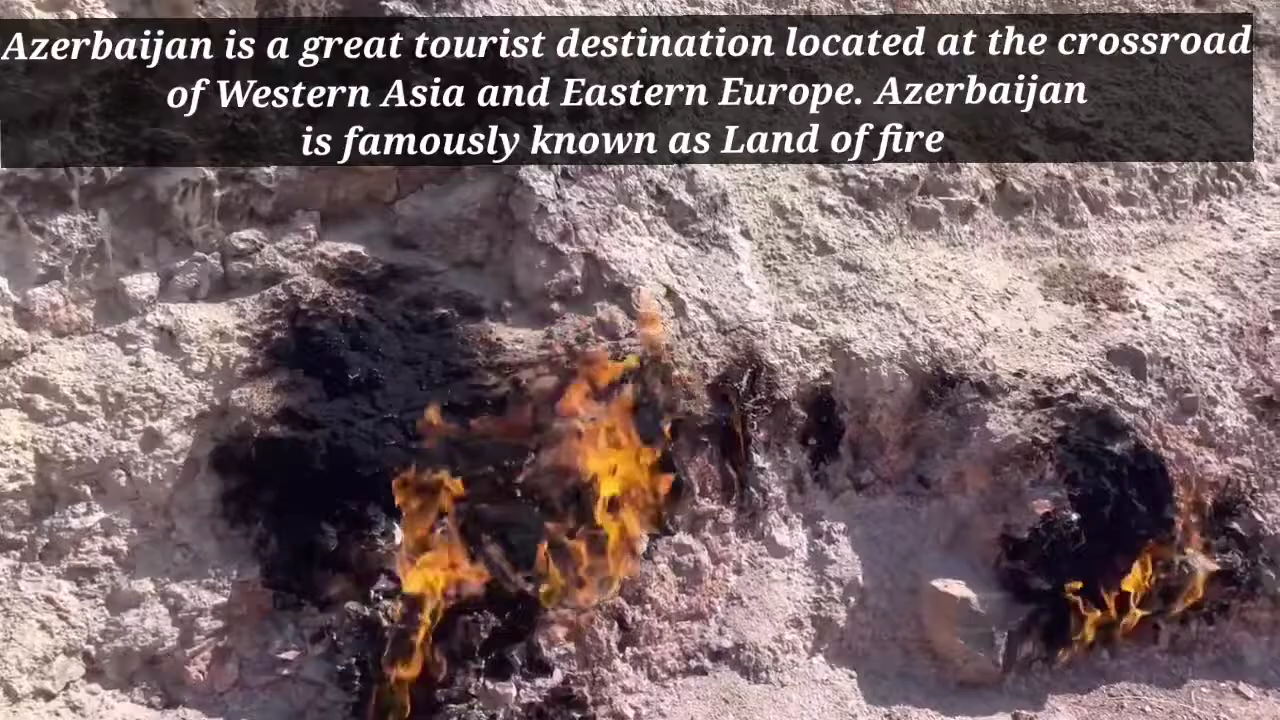 Azerbaijan is a great tourist destination located at the crossroad
of Western Asia and Eastern Europe. Azerbaijan
is famously known as Land of fire